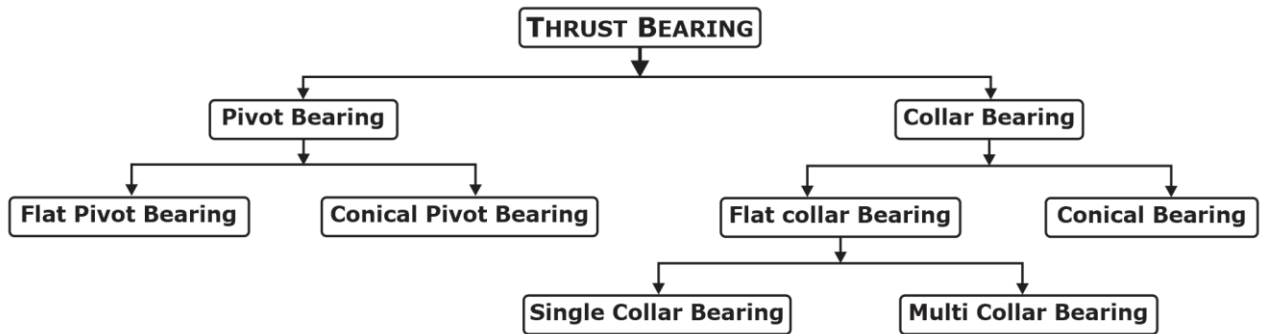 THRUST BEARING
Pivot Bearing
Collar Bearing
Flat Pivot Bearing
Conical Pivot Bearing
Flat collar Bearing
Conical Bearing
Single Collar Bearing
Multi Collar Bearing